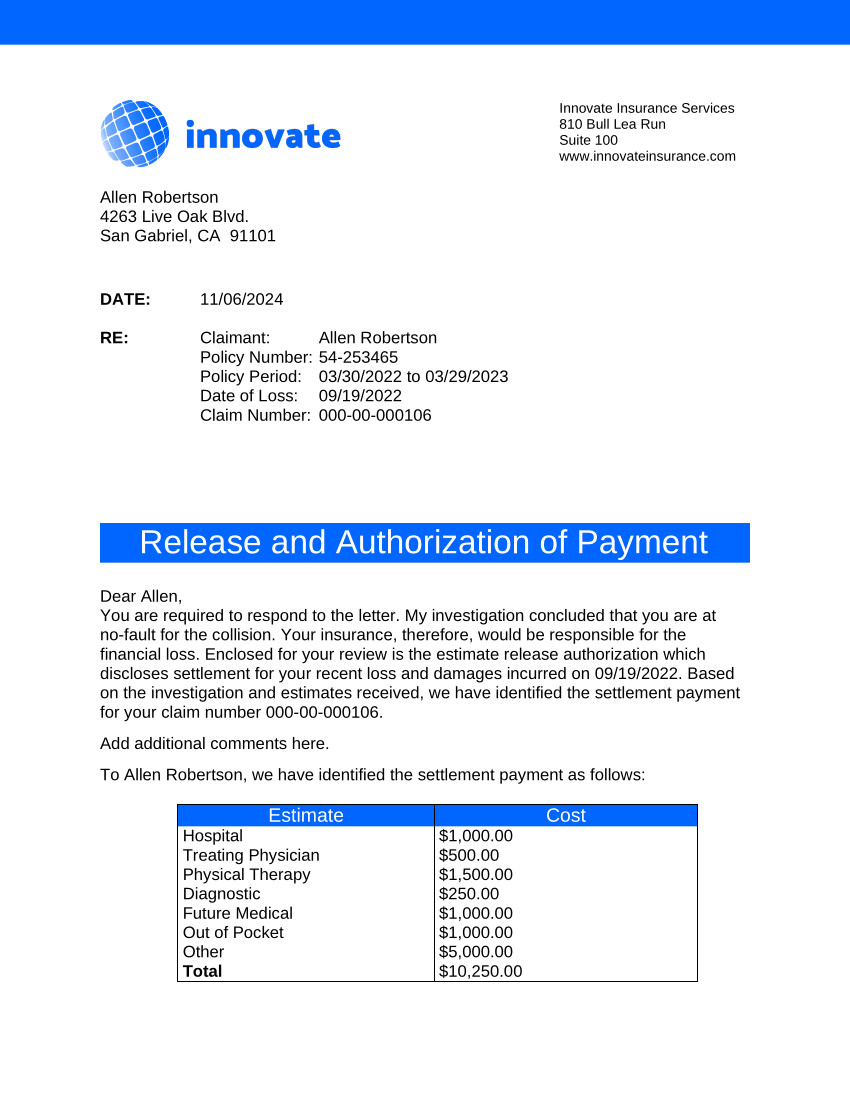 innovate
Innovate Insurance Services
810 Bull Lea Run
Suite 100
www.innovateinsurance.com
Allen Robertson
4263 Live Oak Blvd.
San Gabriel, CA  91101
DATE: 11/06/2024
RE: Claimant: Allen Robertson
Policy Number: 54-253465
Policy Period: 03/30/2022 to 03/29/2023
Date of Loss: 09/19/2022
Claim Number: 000-00-000106
Release and Authorization of Payment
Dear Allen,
You are required to respond to the letter. My investigation concluded that you are at
no-fault for the collision. Your insurance, therefore, would be responsible for the
financial loss. Enclosed for your review is the estimate release authorization which
discloses settlement for your recent loss and damages incurred on 09/19/2022. Based
on the investigation and estimates received, we have identified the settlement payment
for your claim number 000-00-000106.
Add additional comments here.
To Allen Robertson, we have identified the settlement payment as follows:
Estimate Cost
Hospital $1,000.00
Treating Physician $500.00
Physical Therapy $1,500.00
Diagnostic $250.00
Future Medical $1,000.00
Out of Pocket $1,000.00
Other $5,000.00
Total $10,250.00